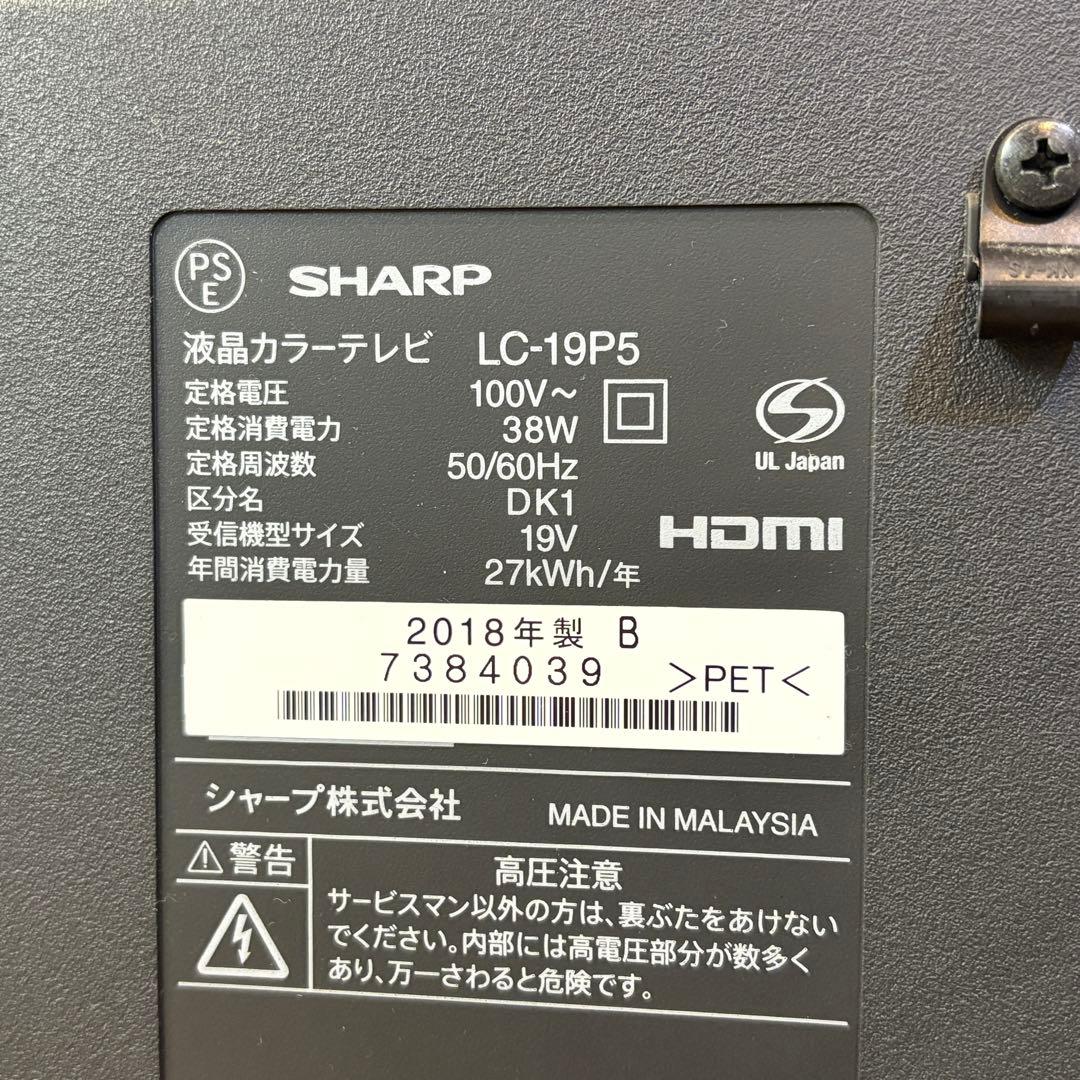 PS
E
SHARP
液晶カラーテレビ LC-19P5
定格電圧 100V～
定格消費電力 38W
定格周波数 50/60Hz
区分名 DK1
受信機型サイズ 19V
年間消費電力量 27kWh/年
UL Japan
HDMI
2018年製 B
7384039 >PET<
シャープ株式会社 MADE IN MALAYSIA
⚠警告
高圧注意
サービスマン以外の方は、裏ぶたをあけない
でください。内部には高電圧部分が数多く
あり、万一さわると危険です。